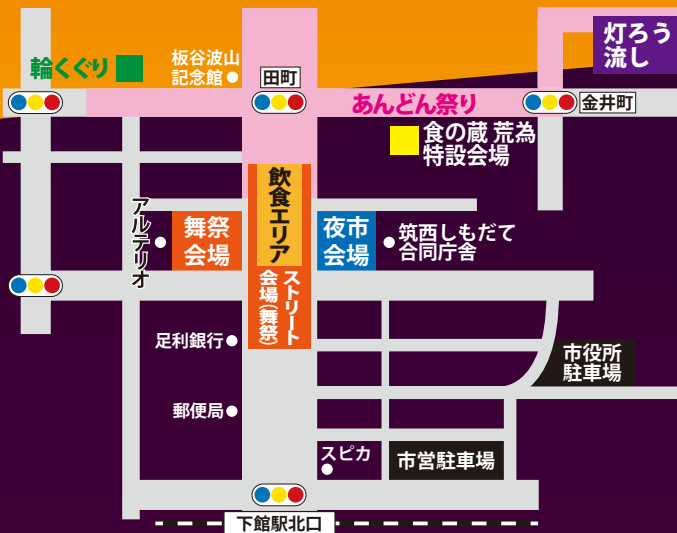 灯ろう
流し
輪くぐり
板谷波山
記念館
田町
あんどん祭り
金井町
食の蔵 荒為
特設会場
飲食エリア
アルテリオ
舞祭
会場
夜市
会場
筑西しもだて
合同庁舎
ストリート
会場(舞祭)
足利銀行
市役所
駐車場
郵便局
スピカ
市営駐車場
下館駅北口